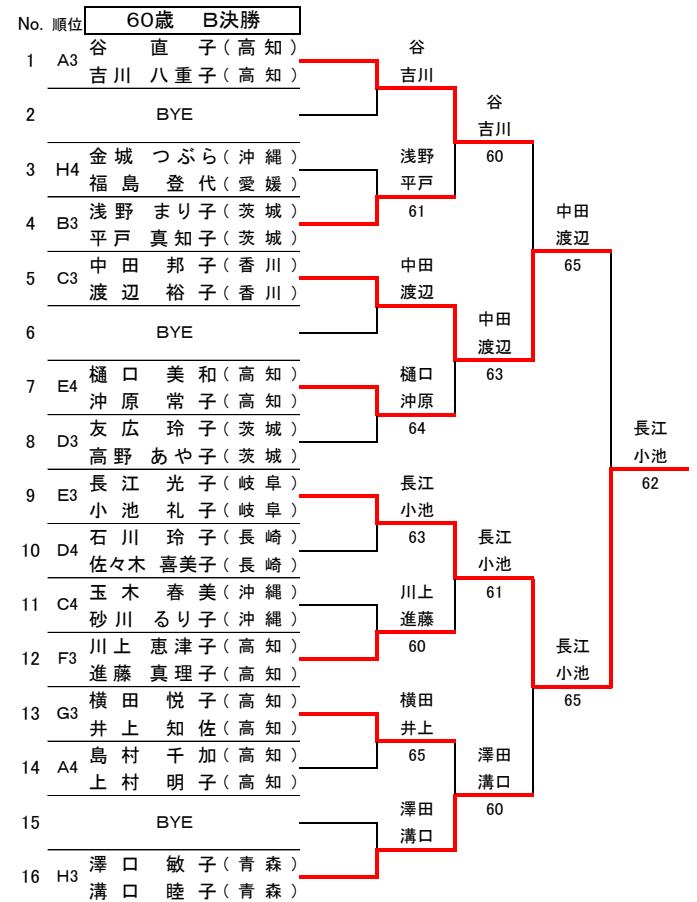 No. 順位 60歳 B決勝
1 A3 谷 直 子(高 知)
吉川 八重子(高 知)
2 BYE
3 H4 金城 つぶら(沖 縄)
福島 登 代(愛 媛)
4 B3 浅野 まり子(茨 城)
平戸 真知子(茨 城)
5 C3 中田 邦 子(香 川)
渡辺 裕 子(香 川)
6 BYE
7 E4 樋口 美 和(高 知)
沖原 常 子(高 知)
8 D3 友広 玲 子(茨 城)
高野 あや子(茨 城)
9 E3 長江 光 子(岐 阜)
小池 礼 子(岐 阜)
10 D4 石川 玲 子(長 崎)
佐々木 喜美子(長 崎)
11 C4 玉木 春 美(沖 縄)
砂川 るり子(沖 縄)
12 F3 川上 恵津子(高 知)
進藤 真理子(高 知)
13 G3 横田 悦 子(高 知)
井上 知 佐(高 知)
14 A4 島村 千 加(高 知)
上村 明 子(高 知)
15 BYE
16 H3 澤口 敏 子(青 森)
溝口 睦 子(青 森)
谷
吉川
浅野
平戸
61
中田
渡辺
樋口
沖原
64
長江
小池
63
川上
進藤
60
横田
井上
65
澤田
溝口
谷
吉川
60
中田
渡辺
63
長江
小池
61
澤田
溝口
60
中田
渡辺
65
長江
小池
65
長江
小池
62